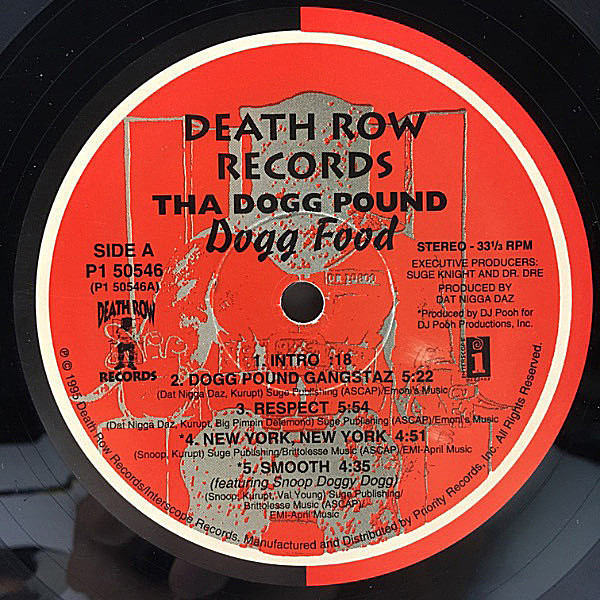 DEATH ROW
RECORDS
THA DOGG POUND
Dogg Food
SIDE A
P1 50546
(P1 50546A)
DEATH ROW
RECORDS
STEREO - 33⅓ RPM
EXECUTIVE PRODUCERS:
SUGE KNIGHT AND DR. DRE
PRODUCED BY
DAT NIGGA DAZ
*Produced by DJ Pooh for
DJ Pooh Productions, Inc.
INTERSCOPE
1. INTRO :18
2. DOGG POUND GANGSTAZ 5:22
(Dat Nigga Daz, Kurupt) Suge Publishing (ASCAP)/Emoni's Music
3. RESPECT 5:54
(Dat Nigga Daz, Kurupt, Big Pimpin Delemond) Suge Publishing (ASCAP)/Emoni's Music
*4. NEW YORK, NEW YORK 4:51
(Snoop, Kurupt) Suge Publishing/Brittolesse Music (ASCAP)/EMI-April Music
*5. SMOOTH 4:35
(featuring Snoop Doggy Dogg)
(Snoop, Kurupt, Val Young) Suge Publishing/
Brittolesse Music (ASCAP)/
EMI-April Music
℗ © 1995 Death Row Records/Interscope Records. Manufactured and Distributed by Priority Records, Inc. All Rights Reserved.